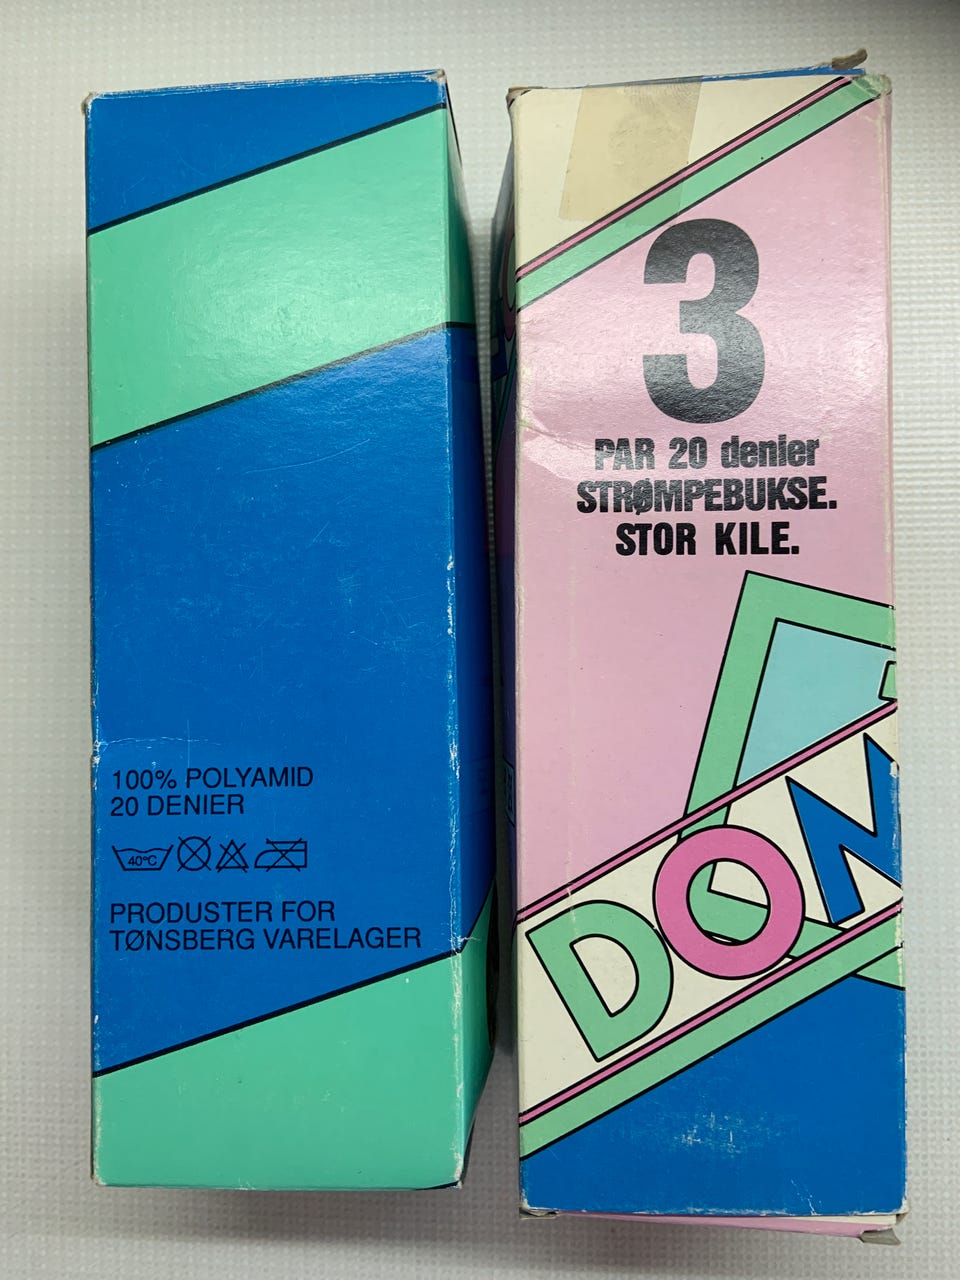 100% POLYAMID
20 DENIER
40°C
PRODUSTER FOR
TØNSBERG VARELAGER
3
PAR 20 denier
STRØMPEBUKSE.
STOR KILE.
DOM